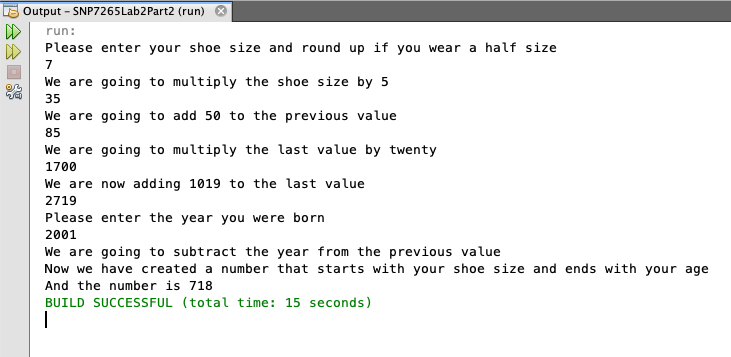 Output – SNP7265Lab2Part2 (run)
run:
Please enter your shoe size and round up if you wear a half size
7
We are going to multiply the shoe size by 5
35
We are going to add 50 to the previous value
85
We are going to multiply the last value by twenty
1700
We are now adding 1019 to the last value
2719
Please enter the year you were born
2001
We are going to subtract the year from the previous value
Now we have created a number that starts with your shoe size and ends with your age
And the number is 718
BUILD SUCCESSFUL (total time: 15 seconds)